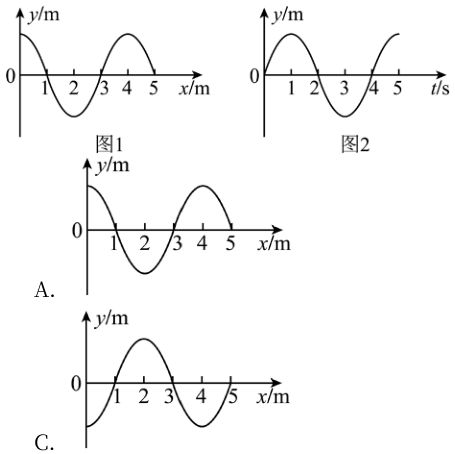 y/m y/m
0 1 2 3 4 5 x/m 0 1 2 3 4 5 t/s
图1 图2
y/m
0 1 2 3 4 5 x/m
A.
y/m
0 1 2 3 4 5 x/m
C.